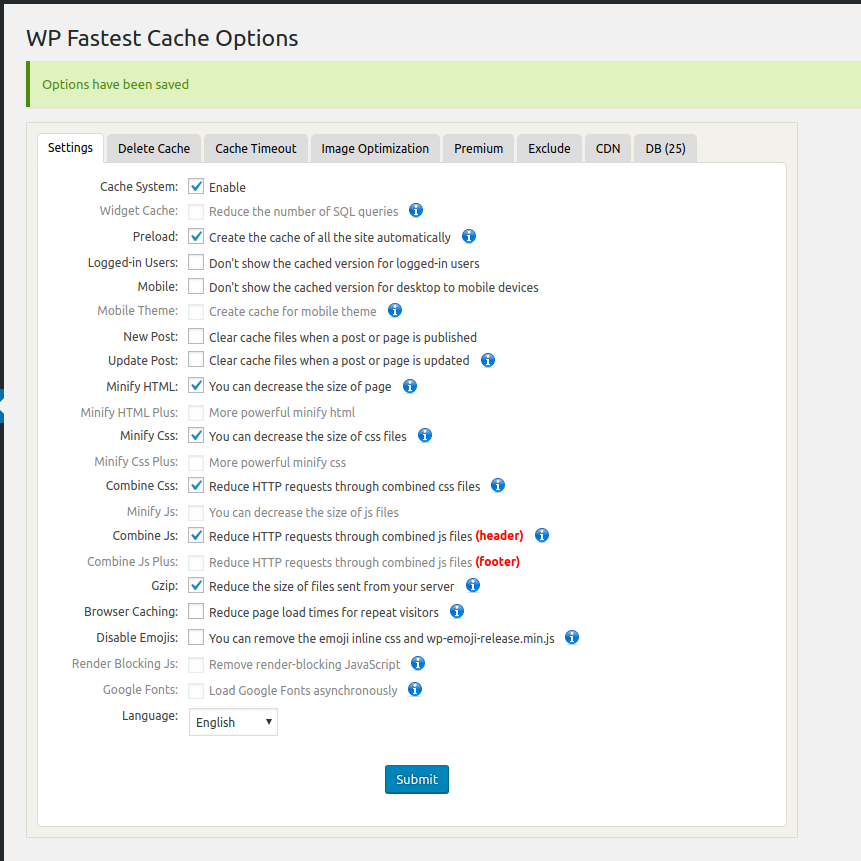 WP Fastest Cache Options
Options have been saved
Settings Delete Cache Cache Timeout Image Optimization Premium Exclude CDN DB (25)
Cache System: Enable
Widget Cache: Reduce the number of SQL queries
Preload: Create the cache of all the site automatically
Logged-in Users: Don't show the cached version for logged-in users
Mobile: Don't show the cached version for desktop to mobile devices
Mobile Theme: Create cache for mobile theme
New Post: Clear cache files when a post or page is published
Update Post: Clear cache files when a post or page is updated
Minify HTML: You can decrease the size of page
Minify HTML Plus: More powerful minify html
Minify Css: You can decrease the size of css files
Minify Css Plus: More powerful minify css
Combine Css: Reduce HTTP requests through combined css files
Minify Js: You can decrease the size of js files
Combine Js: Reduce HTTP requests through combined js files (header)
Combine Js Plus: Reduce HTTP requests through combined js files (footer)
Gzip: Reduce the size of files sent from your server
Browser Caching: Reduce page load times for repeat visitors
Disable Emojis: You can remove the emoji inline css and wp-emoji-release.min.js
Render Blocking Js: Remove render-blocking JavaScript
Google Fonts: Load Google Fonts asynchronously
Language: English
Submit